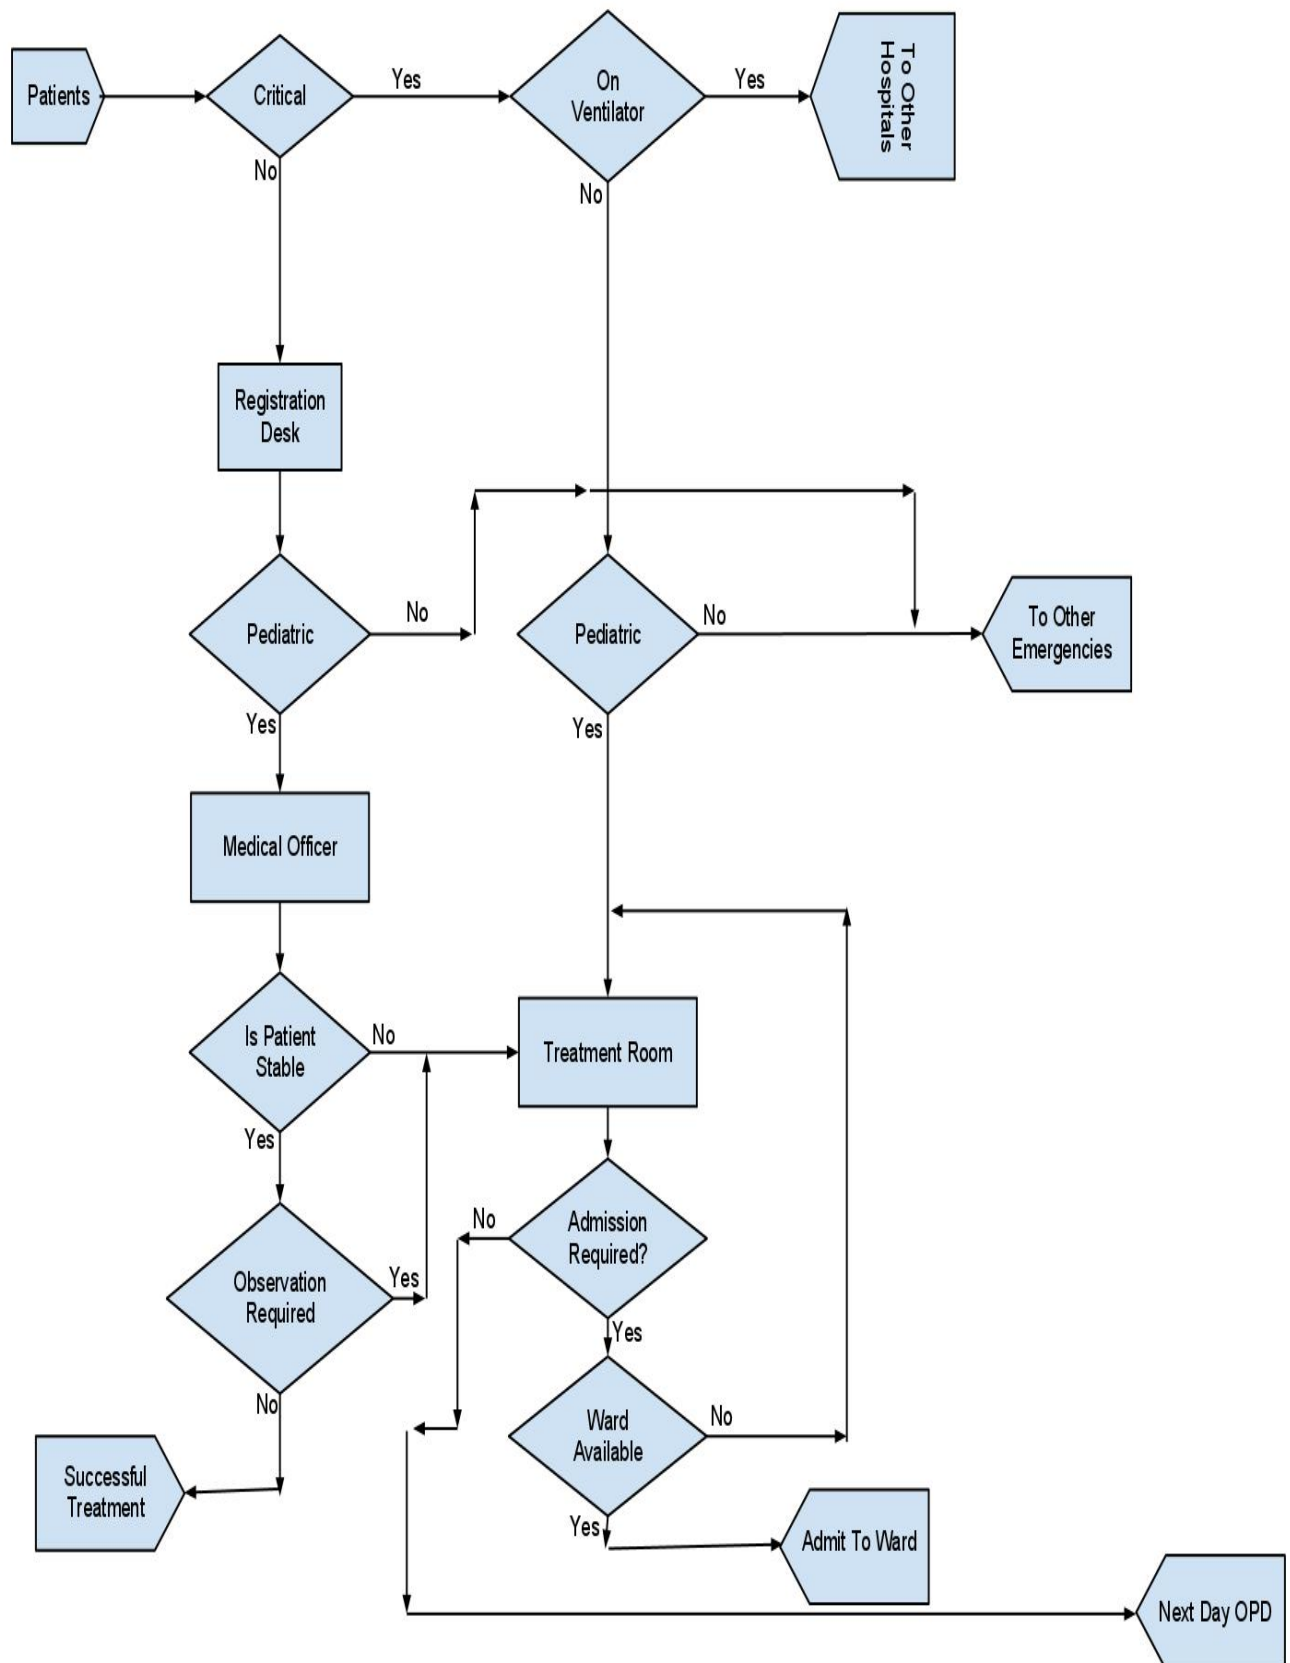 Patients
Critical
Yes
On
Ventilator
Yes
To Other
Hospitals
No
No
Registration
Desk
Pediatric
No
Pediatric
No
To Other
Emergencies
Yes
Yes
Medical Officer
Is Patient
Stable
No
Treatment Room
Yes
Observation
Required
Yes
No
Admission
Required?
Yes
No
Ward
Available
No
Successful
Treatment
Yes
Admit To Ward
Next Day OPD